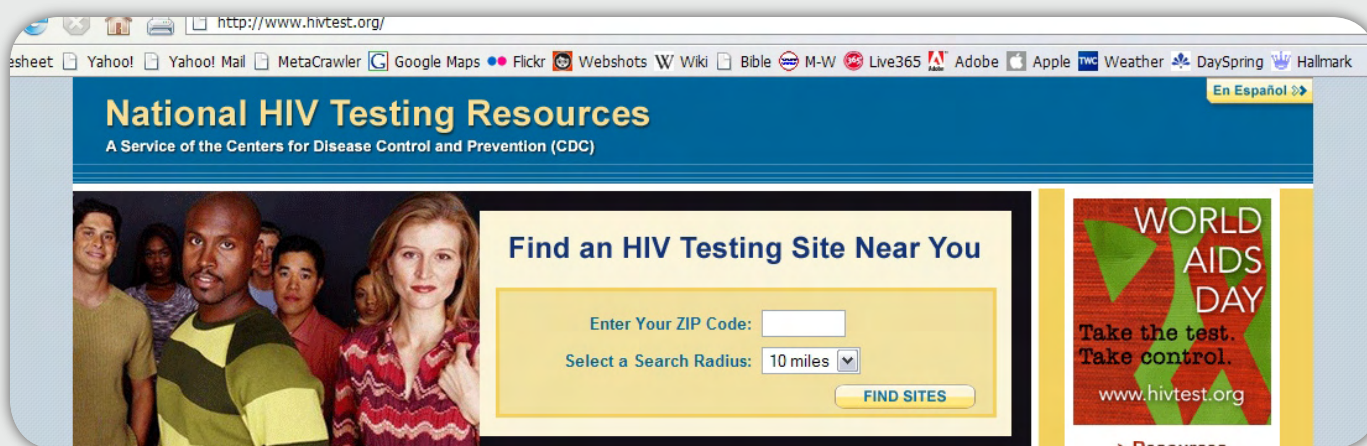 http://www.hivtest.org/
esheet Yahoo! Yahoo! Mail MetaCrawler Google Maps Flickr Webshots Wiki Bible M-W Live365 Adobe Apple Weather DaySpring Hallmark
En Español
National HIV Testing Resources
A Service of the Centers for Disease Control and Prevention (CDC)
Find an HIV Testing Site Near You
Enter Your ZIP Code:
Select a Search Radius: 10 miles
FIND SITES
WORLD
AIDS
DAY
Take the test.
Take control.
www.hivtest.org
> Resources